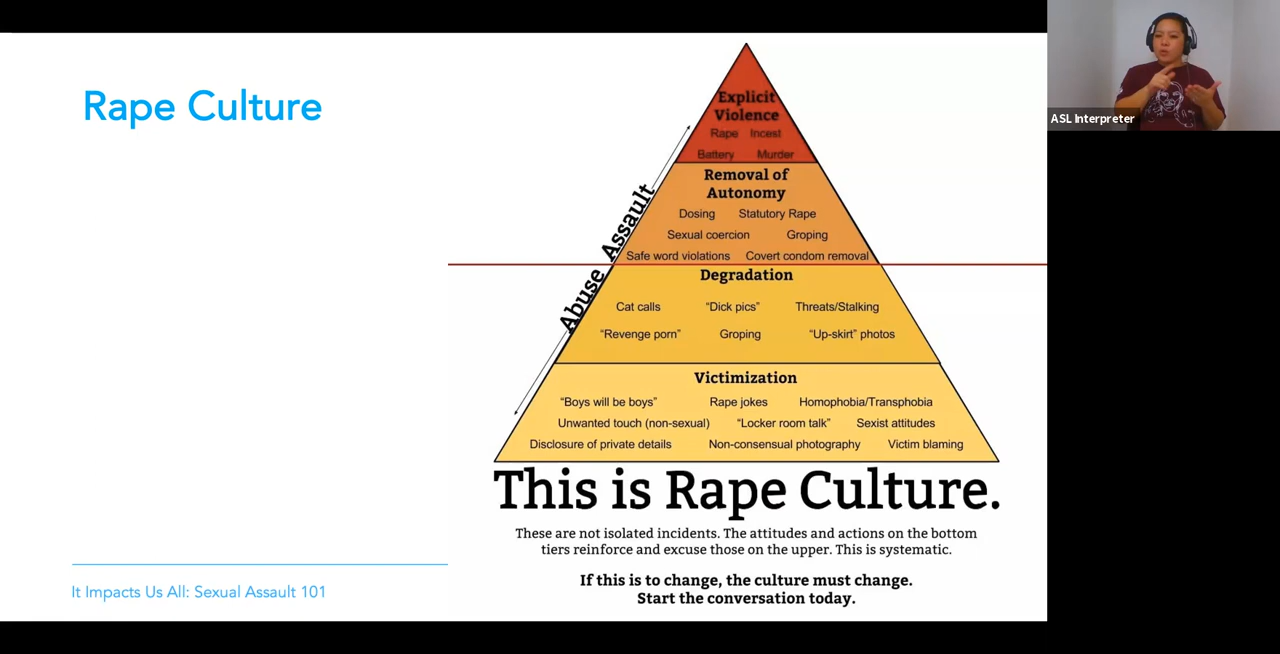 Rape Culture
ASL Interpreter
Explicit
Violence
Rape Incest
Battery Murder
Removal of
Autonomy
Dosing Statutory Rape
Sexual coercion Groping
Safe word violations Covert condom removal
Abuse Assault
Degradation
Cat calls "Dick pics" Threats/Stalking
"Revenge porn" Groping "Up-skirt" photos
Victimization
"Boys will be boys" Rape jokes Homophobia/Transphobia
Unwanted touch (non-sexual) "Locker room talk" Sexist attitudes
Disclosure of private details Non-consensual photography Victim blaming
This is Rape Culture.
These are not isolated incidents. The attitudes and actions on the bottom
tiers reinforce and excuse those on the upper. This is systematic.
If this is to change, the culture must change.
Start the conversation today.
It Impacts Us All: Sexual Assault 101